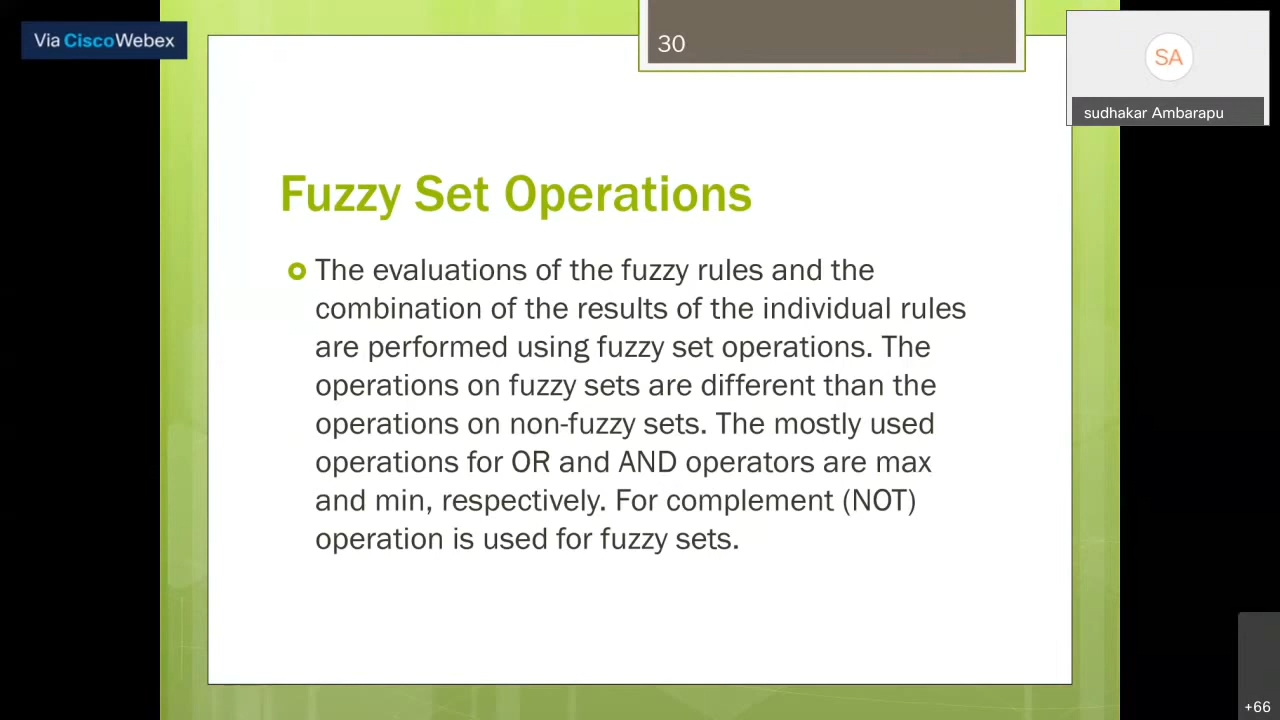 Via CiscoWebex
30
SA
sudhakar Ambarapu
Fuzzy Set Operations
The evaluations of the fuzzy rules and the
combination of the results of the individual rules
are performed using fuzzy set operations. The
operations on fuzzy sets are different than the
operations on non-fuzzy sets. The mostly used
operations for OR and AND operators are max
and min, respectively. For complement (NOT)
operation is used for fuzzy sets.
+66